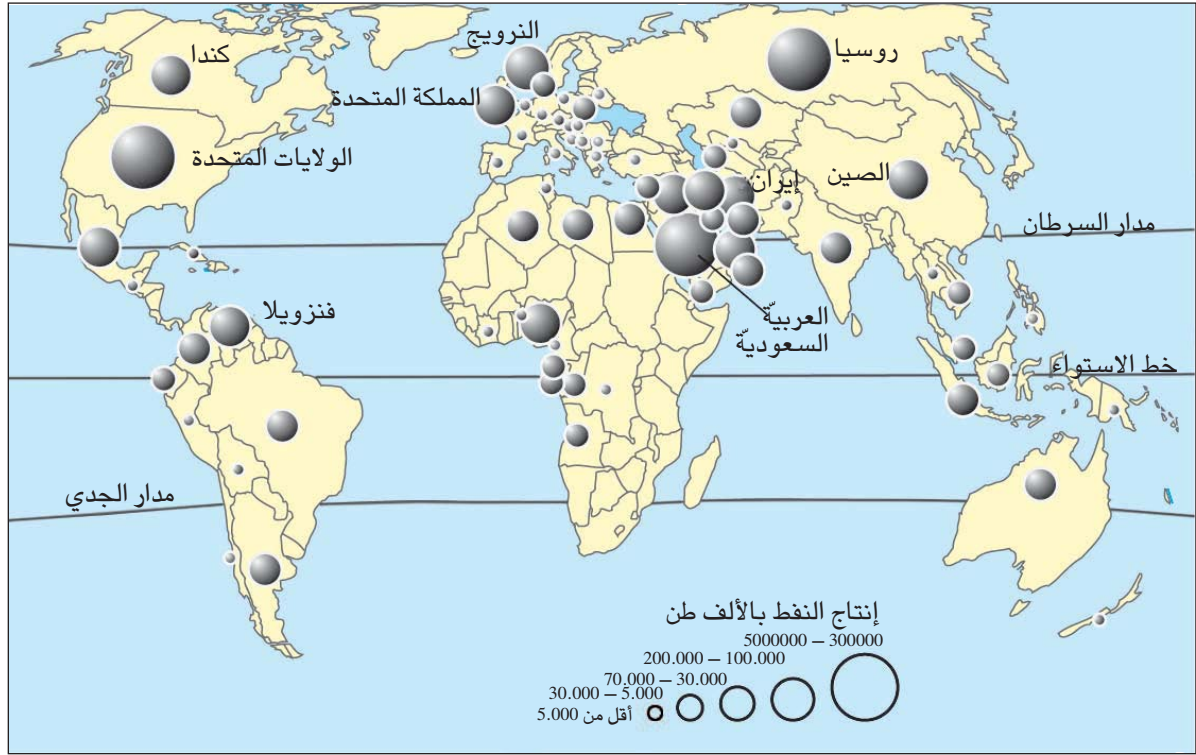 النرويج
روسيا
كندا
المملكة المتحدة
الولايات المتحدة
إيران
الصين
مدار السرطان
فنزويلا
العربيّة
السعوديّة
خط الاستواء
مدار الجدي
إنتاج النفط بالألف طن
300000 – 5000000
100.000 – 200.000
30.000 – 70.000
5.000 – 30.000
أقل من 5.000